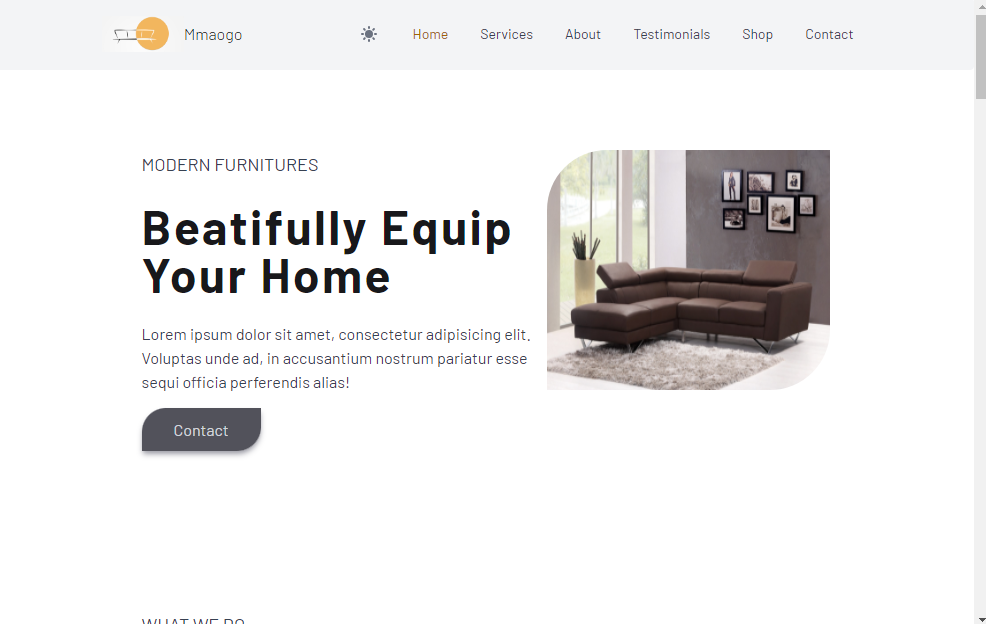 Mmaogo
Home Services About Testimonials Shop Contact
MODERN FURNITURES
Beatifully Equip
Your Home
Lorem ipsum dolor sit amet, consectetur adipisicing elit.
Voluptas unde ad, in accusantium nostrum pariatur esse
sequi officia perferendis alias!
Contact
WHAT WE DO